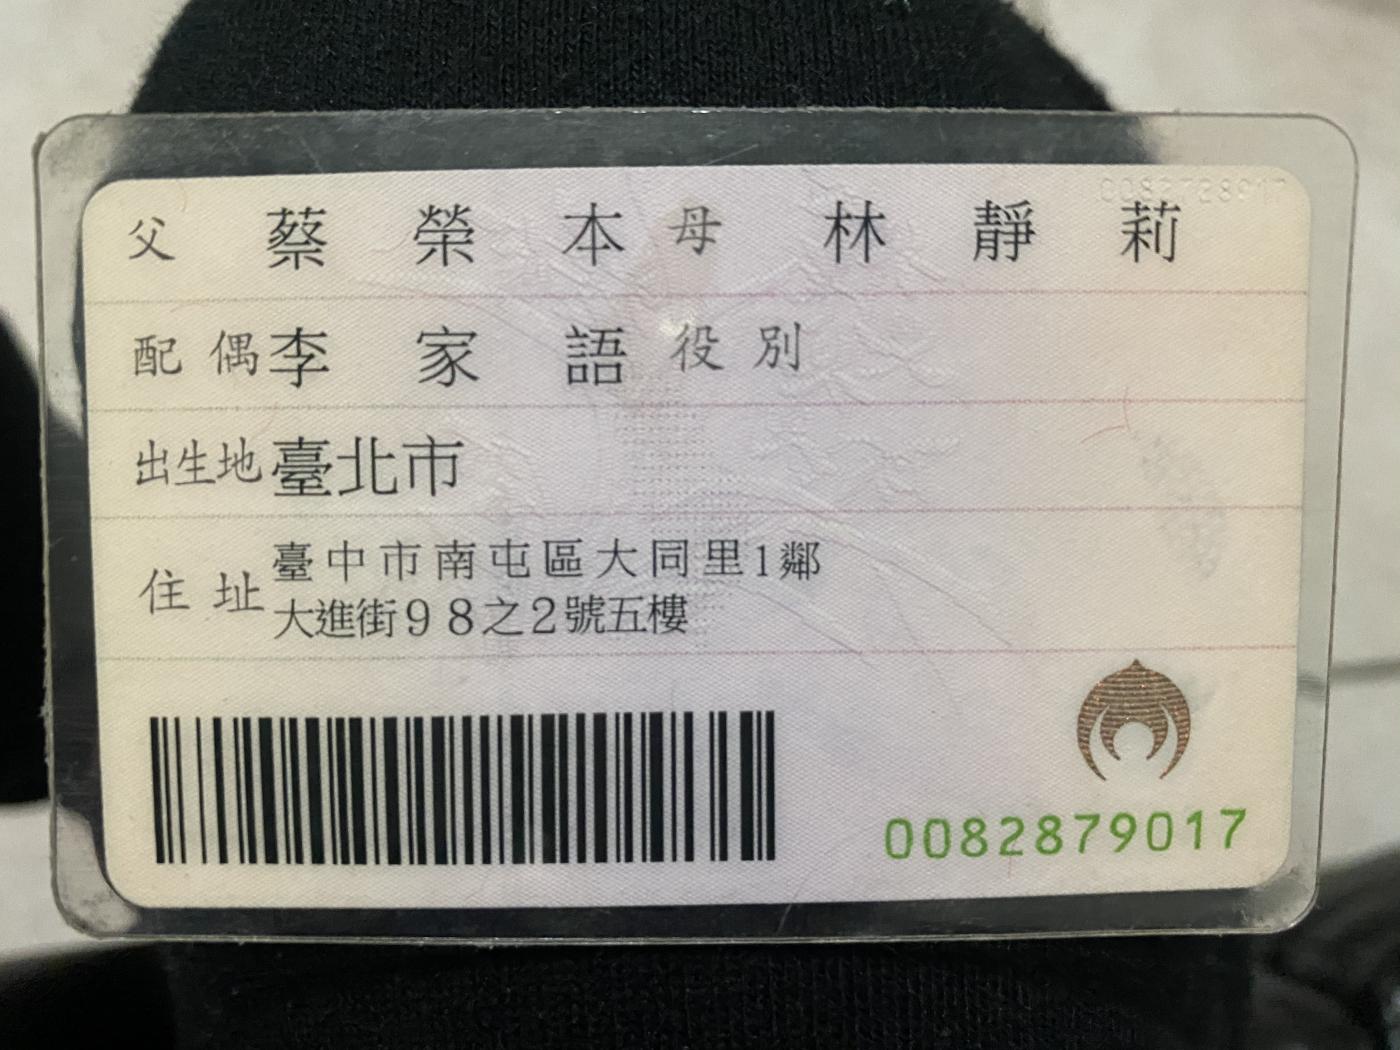 父 蔡榮本 母 林靜莉
配偶 李家語 役別
出生地 臺北市
住址 臺中市南屯區大同里1鄰
大進街98之2號五樓
0082879017